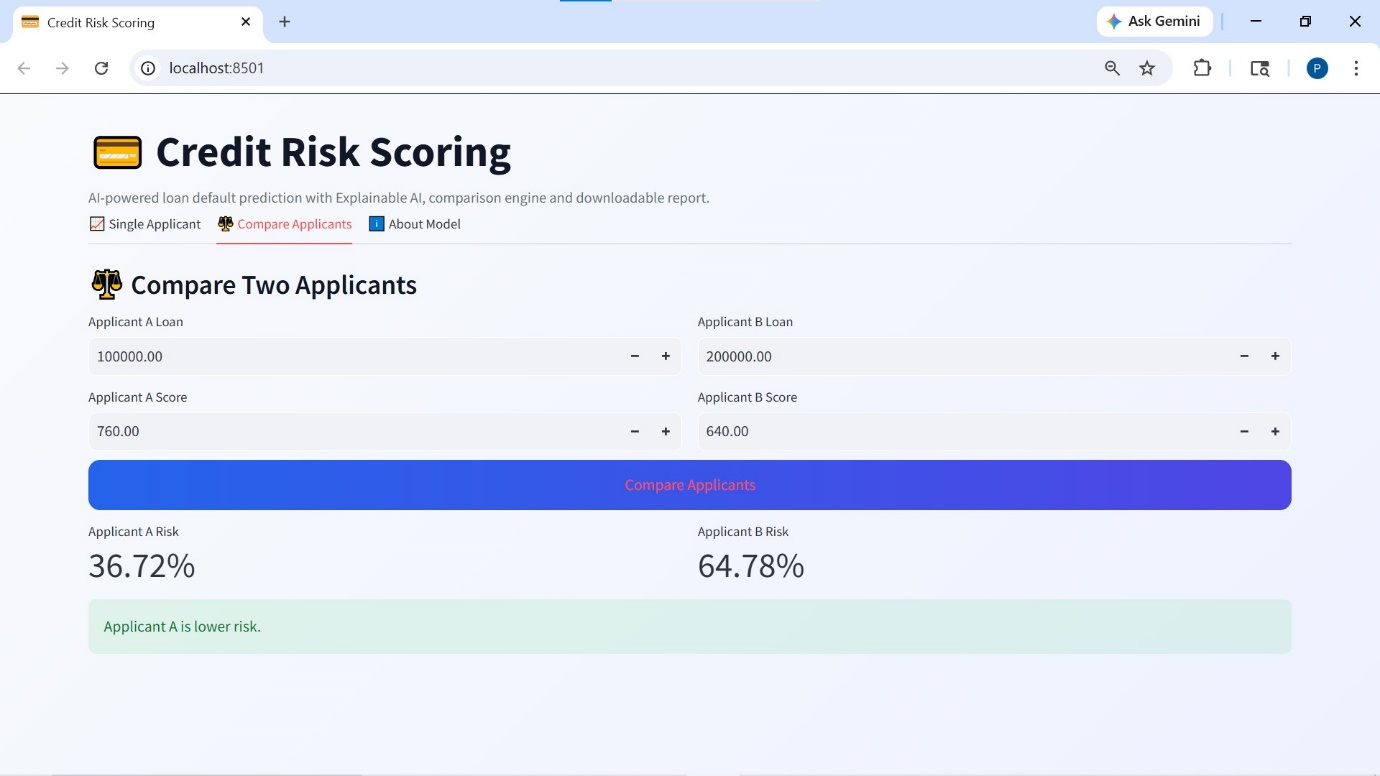 Credit Risk Scoring
Ask Gemini
localhost:8501
P
Credit Risk Scoring
AI-powered loan default prediction with Explainable AI, comparison engine and downloadable report.
Single Applicant Compare Applicants About Model
Compare Two Applicants
Applicant A Loan Applicant B Loan
100000.00 200000.00
Applicant A Score Applicant B Score
760.00 640.00
Compare Applicants
Applicant A Risk Applicant B Risk
36.72% 64.78%
Applicant A is lower risk.